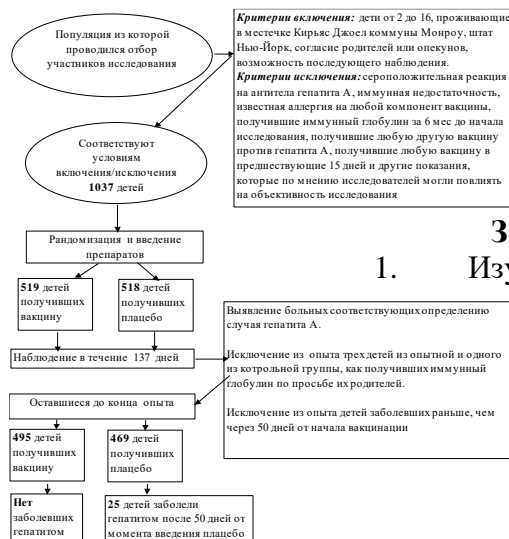 Популяция из которой
проводился отбор
участников исследования
Критерии включения: дети от 2 до 16, проживающие
в местечке Кирьяс Джоел коммуны Монроу, штат
Нью-Йорк, согласие родителей или опекунов,
возможность последующего наблюдения.
Критерии исключения: сероположительная реакция
на антитела гепатита А, иммунная недостаточность,
известная аллергия на любой компонент вакцины,
получившие иммунный глобулин за 6 мес до начала
исследования, получившие любую другую вакцину
против гепатита А, получившие любую вакцину в
предшествующие 15 дней и другие показания,
которые по мнению исследователей могли повлиять
на объективность исследования
Соответствуют
условиям
включения/исключения
1037 детей
З
1. Изу
Рандомизация и введение
препаратов
519 детей
получивших
вакцину
518 детей
получивших
плацебо
Наблюдение в течение 137 дней
Выявление больных соответствующих определению
случая гепатита А.
Исключение из опыта трех детей из опытной и одного
из котрольной группы, как получивших иммунный
глобулин по просьбе их родителей.
Исключение из опыта детей заболевших раньше, чем
через 50 дней от начала вакцинации
Оставшиеся до конца опыта
495 детей
получивших
вакцину
469 детей
получивших
плацебо
Нет
заболевших
гепатитом
25 детей заболели
гепатитом после 50 дней от
момента введения плацебо